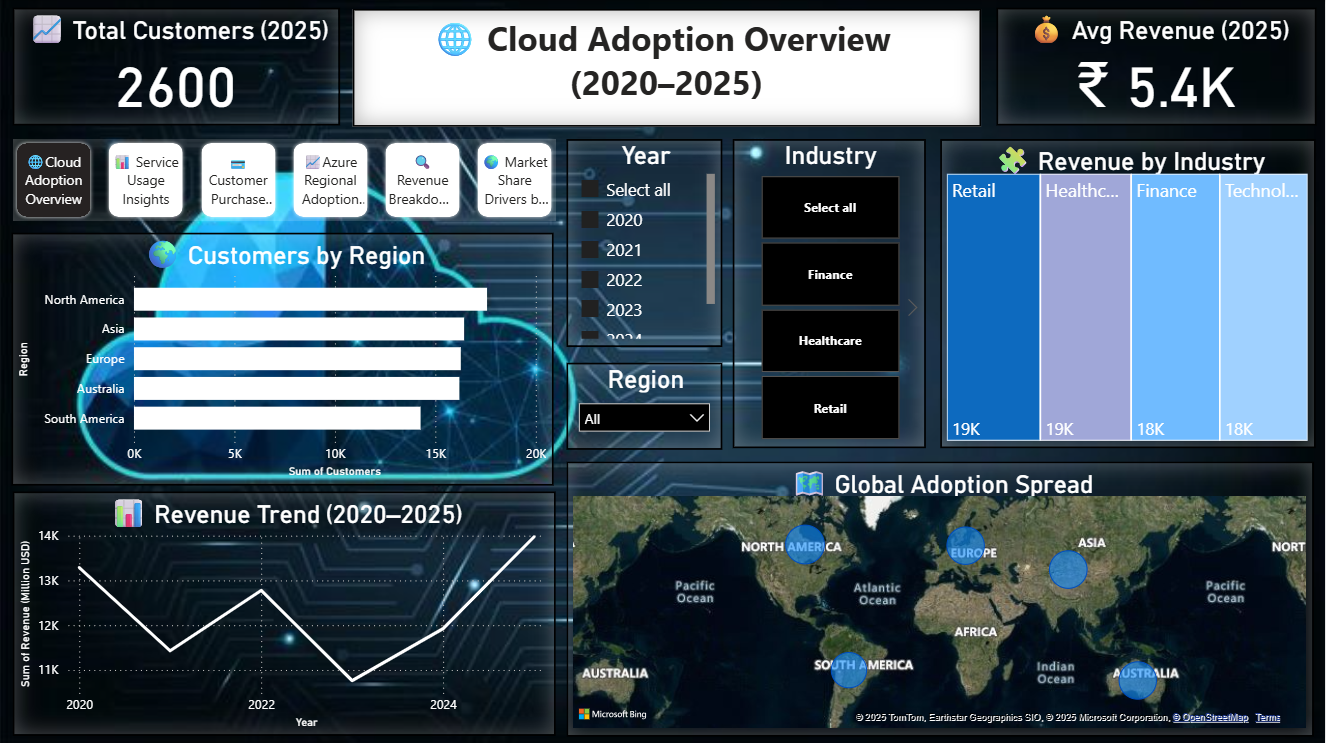 📈 Total Customers (2025)
2600
🌐 Cloud Adoption Overview
(2020–2025)
💰 Avg Revenue (2025)
₹ 5.4K
🌐 Cloud
Adoption
Overview
📊 Service
Usage
Insights
💳
Customer
Purchase..
📈 Azure
Regional
Adoption..
🔍
Revenue
Breakdo...
🌍 Market
Share
Drivers b...
Year
Select all
2020
2021
2022
2023
2024
Region
All
Industry
Select all
Finance
Healthcare
Retail
🧩 Revenue by Industry
Retail
Healthc...
Finance
Technol...
19K
19K
18K
18K
🌍 Customers by Region
Region
North America
Asia
Europe
Australia
South America
0K
5K
10K
15K
20K
Sum of Customers
📊 Revenue Trend (2020–2025)
Sum of Revenue (Million USD)
14K
13K
12K
11K
2020
2022
2024
Year
🗺️ Global Adoption Spread
NORTH AMERICA
EUROPE
ASIA
NORT
Pacific
Ocean
Atlantic
Ocean
Pacific
Ocean
AFRICA
SOUTH AMERICA
Indian
Ocean
AUSTRALIA
AUSTRALIA
Microsoft Bing
© 2025 TomTom, Earthstar Geographics SIO, © 2025 Microsoft Corporation, © OpenStreetMap Terms